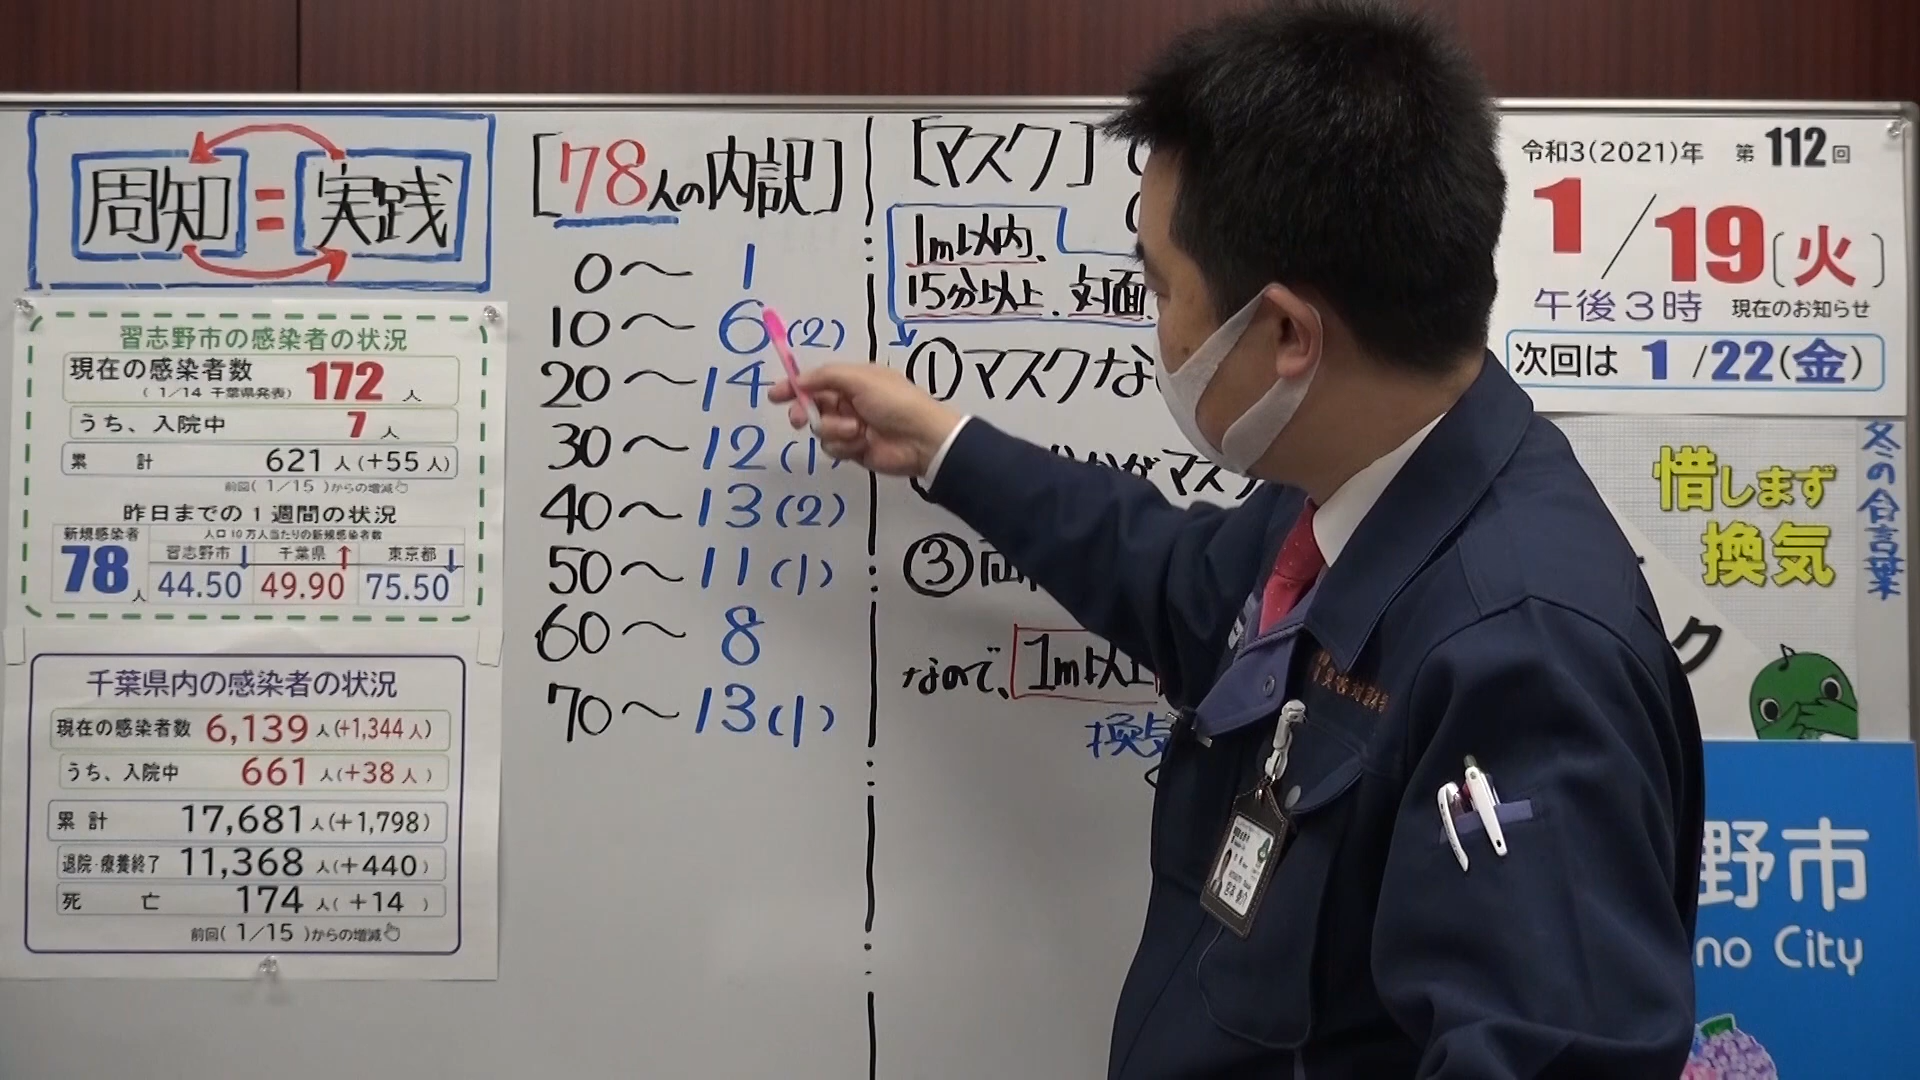 周知=実践
習志野市の感染者の状況
現在の感染者数 172人
(1/14 千葉県発表)
うち、入院中 7人
累計 621人(+55人)
前回(1/15)からの増減
昨日までの1週間の状況
新規感染者 78人
人口10万人当たりの新規感染者数
習志野市↓ 千葉県↑ 東京都↓
44.50 49.90 75.50
千葉県内の感染者の状況
現在の感染者数 6,139人(+1,344人)
うち、入院中 661人(+38人)
累計 17,681人(+1,798)
退院・療養終了 11,368人(+440)
死亡 174人(+14)
前回(1/15)からの増減
[78人の内訳]
0〜 1
10〜 6(2)
20〜 14
30〜 12(1)
40〜 13(2)
50〜 11(1)
60〜 8
70〜 13(1)
[マスク]
1m以内、
15分以上、対面
①マスクな
がマスク
③
なので、1m以上
換気
令和3(2021)年 第112回
1/19(火)
午後3時 現在のお知らせ
次回は 1/22(金)
冬の合言葉
惜しまず
換気
ク
野市
no City